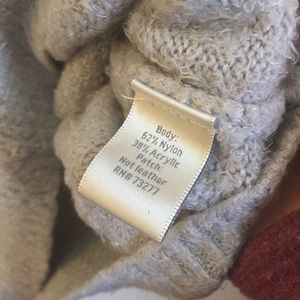 Body:
62% Nylon
38% Acrylic
Patch:
Not leather
RN# 73277